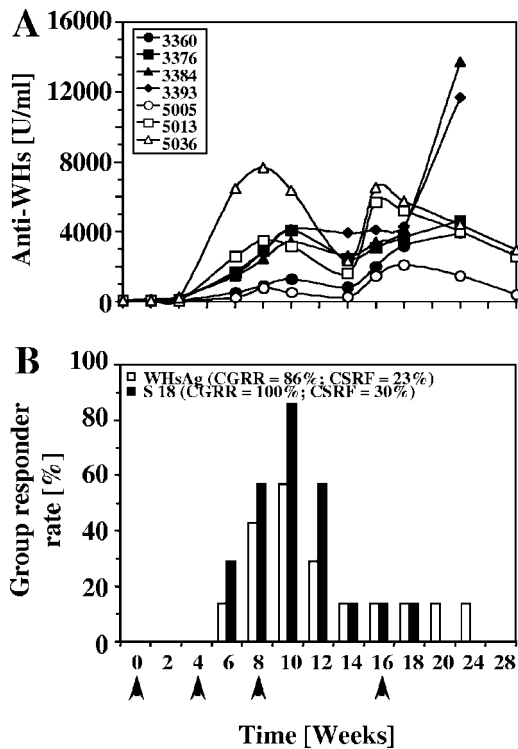 A
Anti-WHs [U/ml]
16000
12000
8000
4000
0
3360
3376
3384
3393
5005
5013
5036
B
Group responder
rate [%]
100
80
60
40
20
0
WHsAg (CGRR = 86%; CSRF = 23%)
S 18 (CGRR = 100%; CSRF = 30%)
0 2 4 6 8 10 12 14 16 18 20 24 28
Time [Weeks]